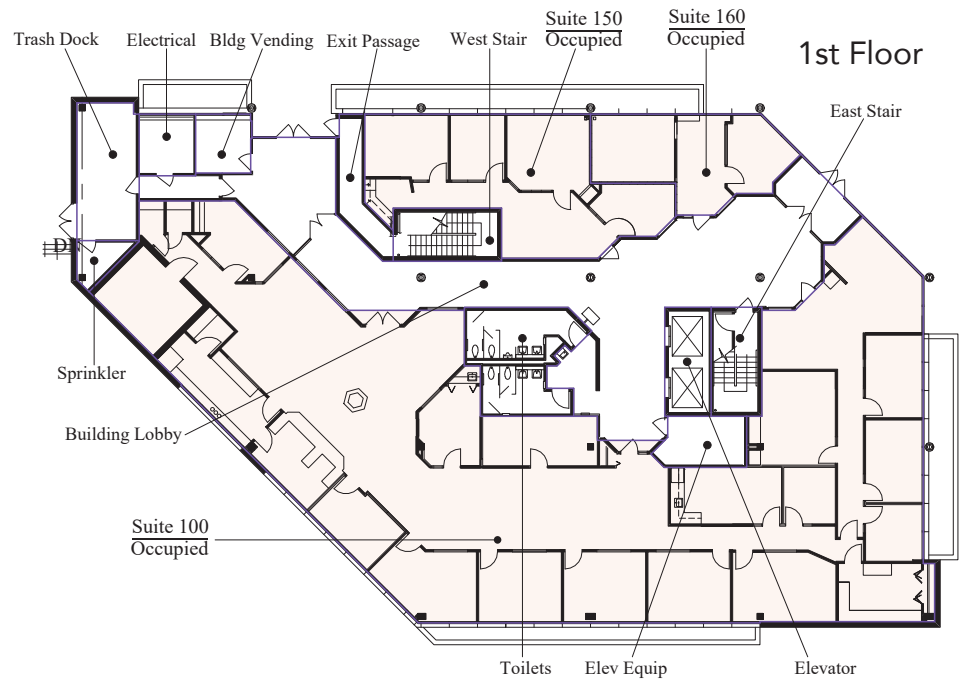 Suite 150
Occupied
Suite 160
Occupied
Trash Dock
Electrical
Bldg Vending
Exit Passage
West Stair
1st Floor
East Stair
Sprinkler
Building Lobby
Suite 100
Occupied
Toilets
Elev Equip
Elevator